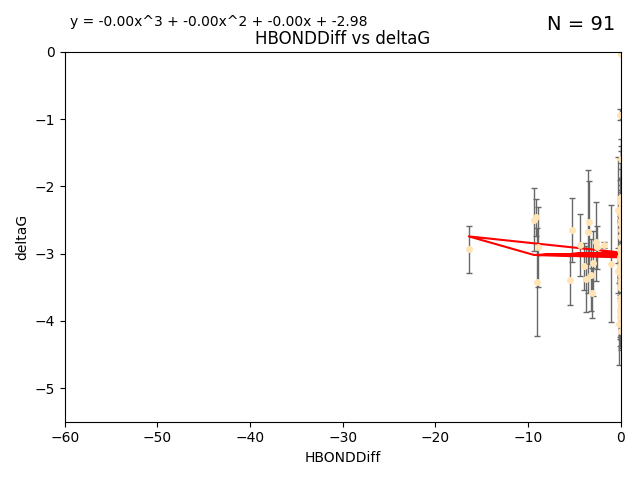 y = -0.00x^3 + -0.00x^2 + -0.00x + -2.98
N = 91
HBONDDiff vs deltaG
0
−1
−2
−3
−4
−5
deltaG
−60 −50 −40 −30 −20 −10 0
HBONDDiff